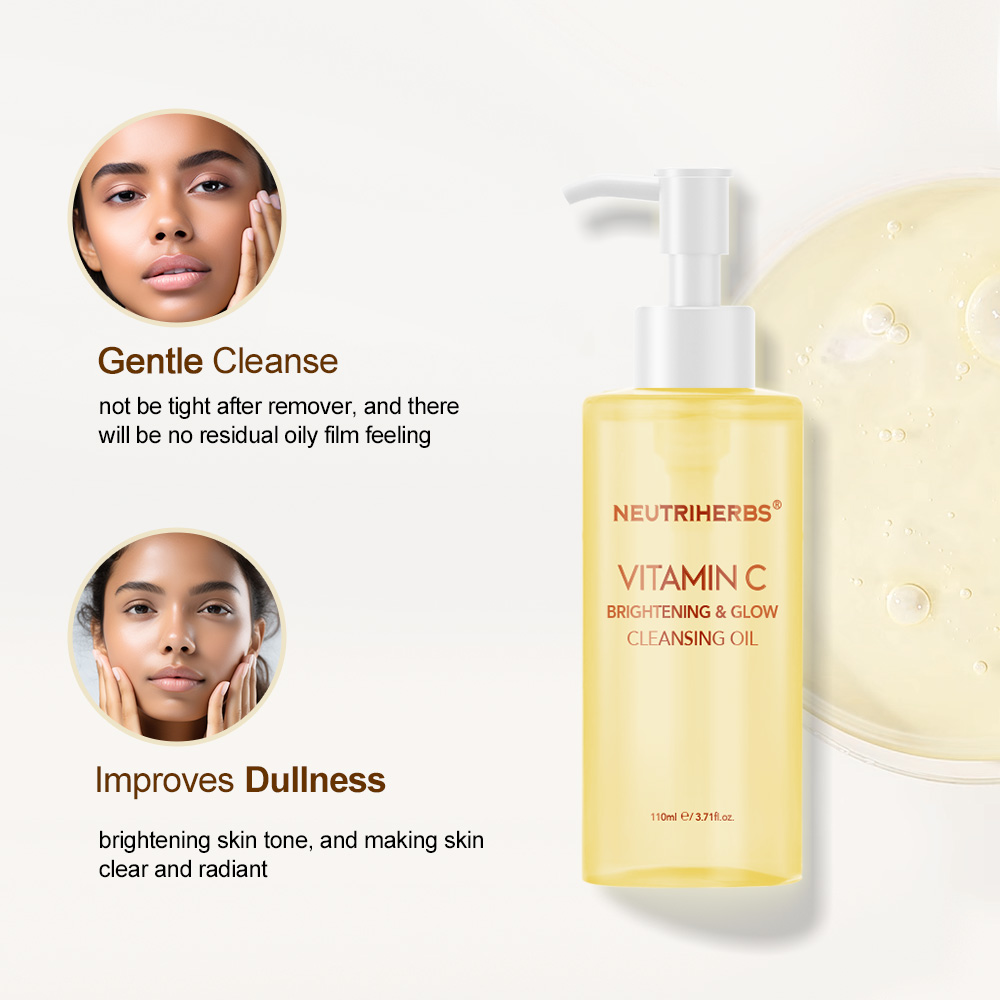 Gentle Cleanse
not be tight after remover, and there
will be no residual oily film feeling
Improves Dullness
brightening skin tone, and making skin
clear and radiant
NEUTRIHERBS®
VITAMIN C
BRIGHTENING & GLOW
CLEANSING OIL
110ml ℮/ 3.71fl.oz.